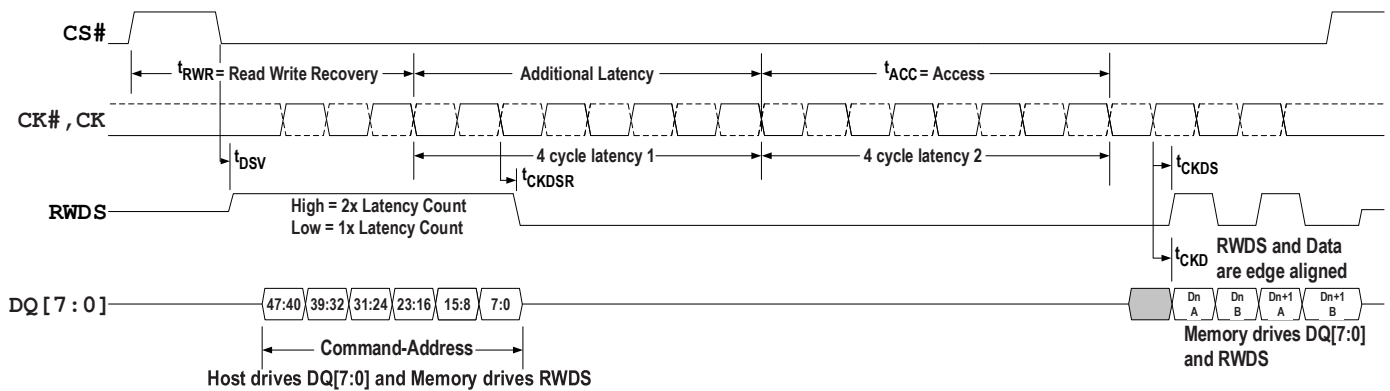 CS#
tRWR = Read Write Recovery
Additional Latency
tACC = Access
CK#,CK
tDSV
4 cycle latency 1
4 cycle latency 2
tCKDSR
tCKDS
RWDS
High = 2x Latency Count
Low = 1x Latency Count
tCKD
RWDS and Data
are edge aligned
DQ[7:0]
47:40 39:32 31:24 23:16 15:8 7:0
Dn A Dn B Dn+1 A Dn+1 B
Command-Address
Memory drives DQ[7:0]
and RWDS
Host drives DQ[7:0] and Memory drives RWDS